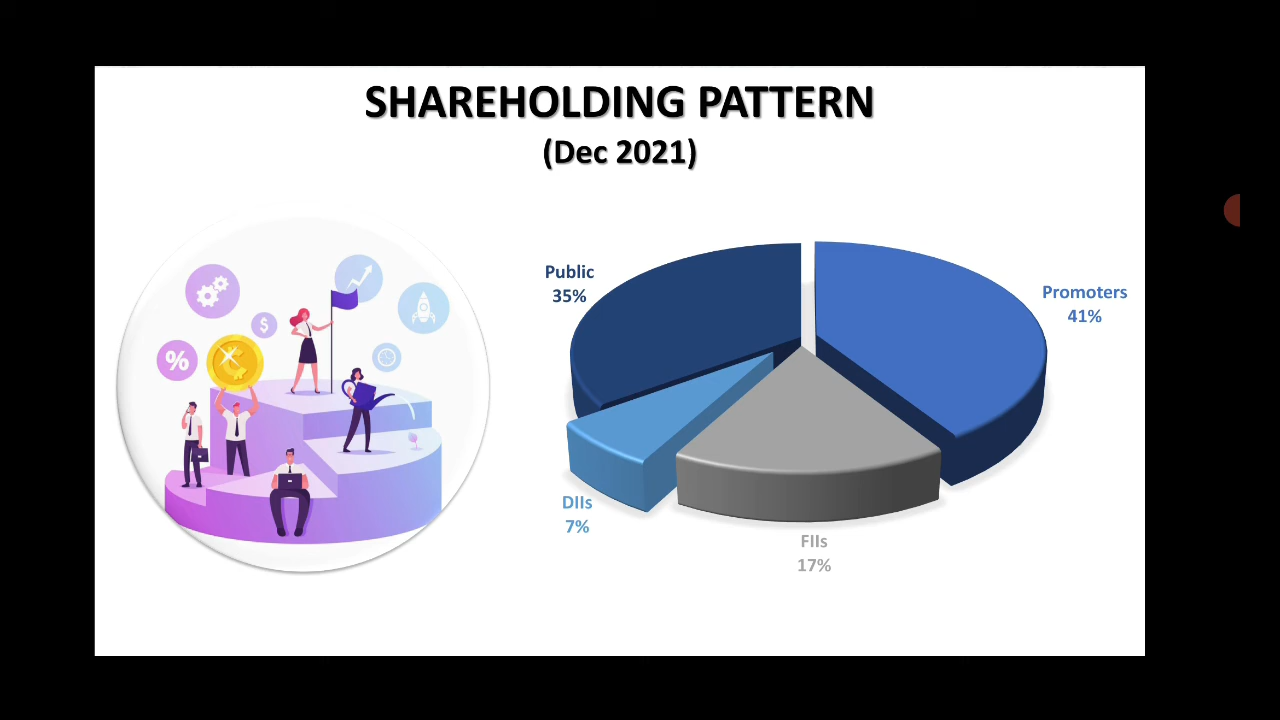 SHAREHOLDING PATTERN
(Dec 2021)
Public
35%
Promoters
41%
DIIs
7%
FIIs
17%
%
$